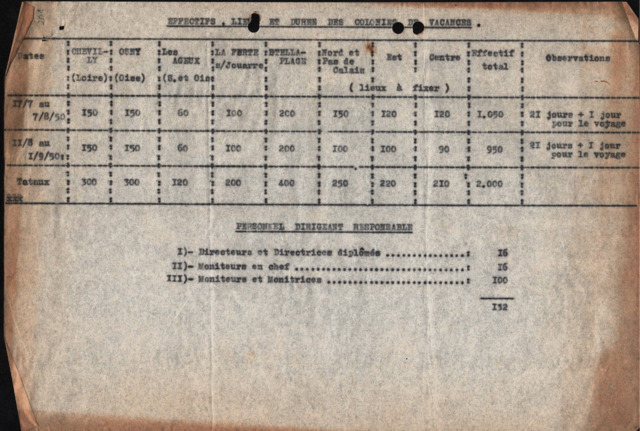 EFFECTIFS , LIEU ET DUREE DES COLONIES DE VACANCES .
Dates CHEVIL-LY (Loire) OSNY (Oise) Les AGEUX (S.et Oise LA FERTE s/Jouarre STELLA-PLAGE Nord et Pas de Calais Est Centre Effectif total Observations
( lieux à fixer )
17/7 au 7/8/50 150 150 60 100 200 150 120 120 1.050 21 jours + 1 jour pour le voyage
11/8 au 1/9/50: 150 150 60 100 200 100 100 90 950 21 jours + 1 jour pour le voyage
Totaux 300 300 120 200 400 250 220 210 2.000
PERSONNEL DIRIGEANT RESPONSABLE
I)- Directeurs et Directrices diplômés ..............: 16
II)- Moniteurs en chef .............................: 16
III)- Moniteurs et Monitrices ........................: 100
132